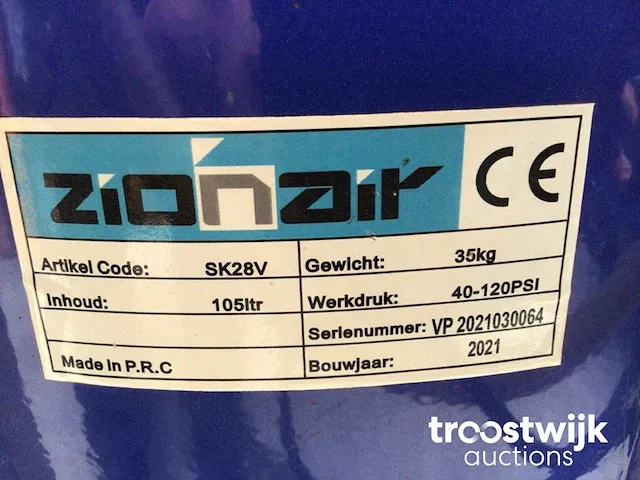 zionair CE
Artikel Code: SK28V
Gewicht: 35kg
Inhoud: 105ltr
Werkdruk: 40-120PSI
Serienummer: VP 2021030064
Made in P.R.C
Bouwjaar: 2021
troostwijk
auctions